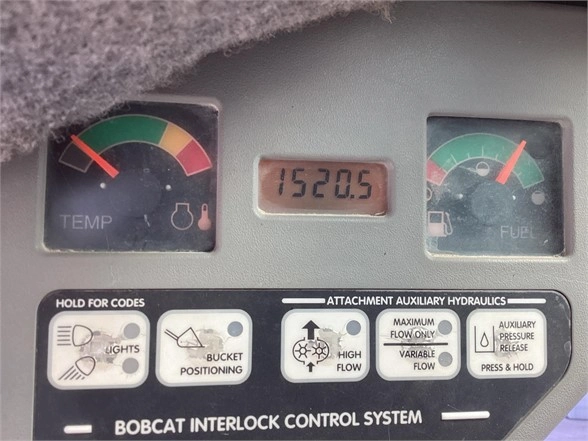 1520.5
TEMP
FUEL
HOLD FOR CODES
ATTACHMENT AUXILIARY HYDRAULICS
LIGHTS
BUCKET
POSITIONING
HIGH
FLOW
MAXIMUM
FLOW ONLY
VARIABLE
FLOW
AUXILIARY
PRESSURE
RELEASE
PRESS & HOLD
BOBCAT INTERLOCK CONTROL SYSTEM